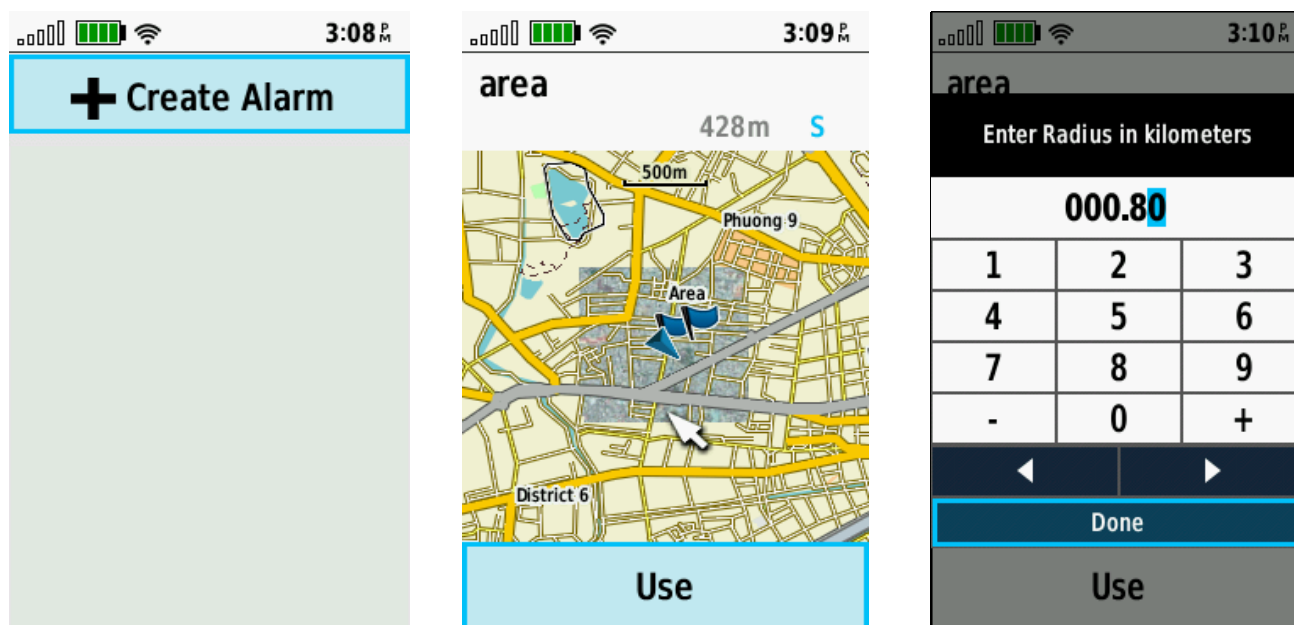 3:08 PM
Create Alarm
3:09 PM
area
428m S
500m
Phuong 9
Area
District 6
Use
3:10 PM
area
Enter Radius in kilometers
000.80
1 2 3
4 5 6
7 8 9
- 0 +
Done
Use